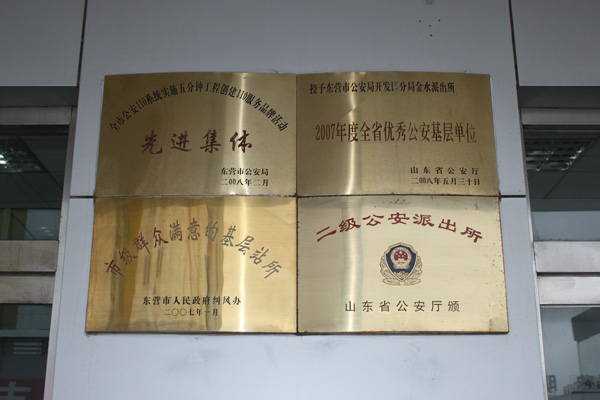 全市公安110系统实施五分钟工程创建110服务品牌活动
先进集体
东营市公安局
二00八年二月
授予东营市公安局开发区分局金水派出所
2007年度全省优秀公安基层单位
山东省公安厅
二00八年五月三十日
市级群众满意的基层站所
东营市人民政府纠风办
二〇〇七年一月
二级公安派出所
山东省公安厅颁